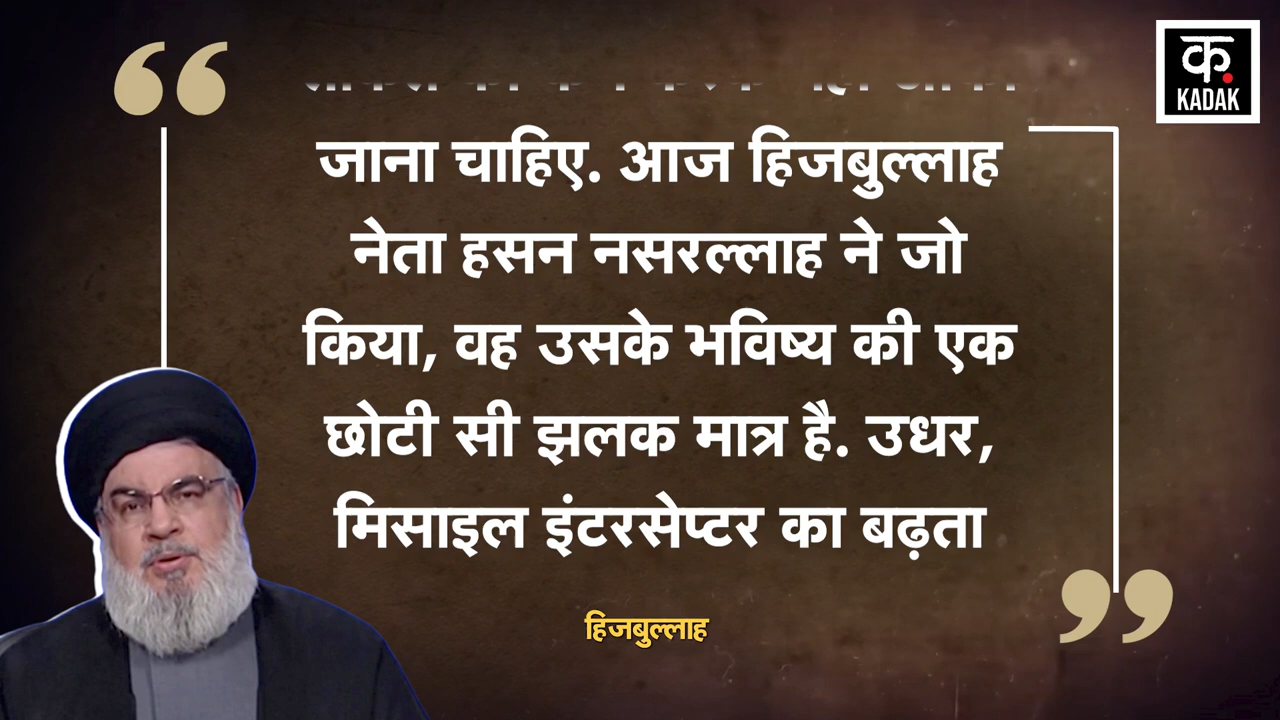 क.
KADAK
जाना चाहिए. आज हिजबुल्लाह
नेता हसन नसरल्लाह ने जो
किया, वह उसके भविष्य की एक
छोटी सी झलक मात्र है. उधर,
मिसाइल इंटरसेप्टर का बढ़ता
हिजबुल्लाह